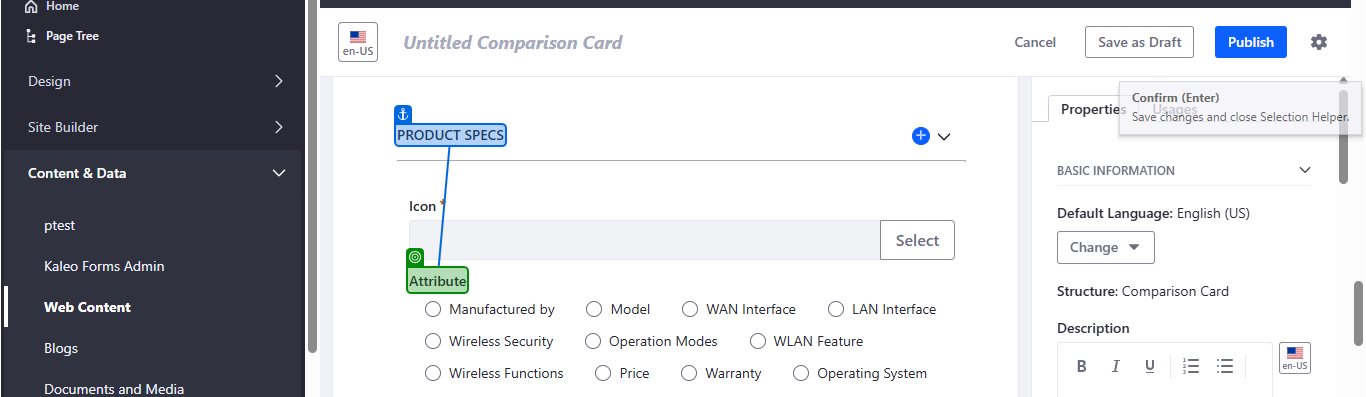 Home
Page Tree
Design
Site Builder
Content & Data
ptest
Kaleo Forms Admin
Web Content
Blogs
Documents and Media
en-US
Untitled Comparison Card
Cancel
Save as Draft
Publish
PRODUCT SPECS
Icon *
Select
Attribute
Manufactured by Model WAN Interface LAN Interface
Wireless Security Operation Modes WLAN Feature
Wireless Functions Price Warranty Operating System
Properties Usages
Confirm (Enter)
Save changes and close Selection Helper.
BASIC INFORMATION
Default Language: English (US)
Change
Structure: Comparison Card
Description
B I U
en-US